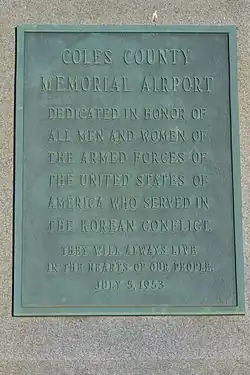 COLES COUNTY
MEMORIAL AIRPORT
DEDICATED IN HONOR OF
ALL MEN AND WOMEN OF
THE ARMED FORCES OF
THE UNITED STATES OF
AMERICA WHO SERVED IN
THE KOREAN CONFLICT.
THEY WILL ALWAYS LIVE
IN THE HEARTS OF OUR PEOPLE.
JULY 5, 1953